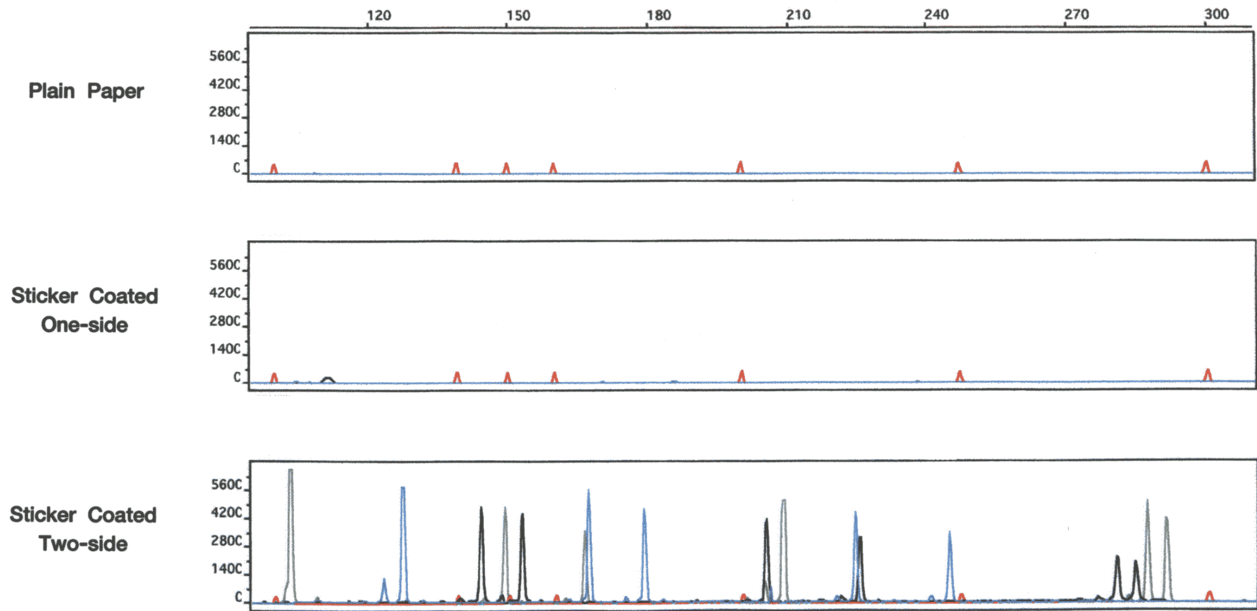 120 150 180 210 240 270 300
Plain Paper
560C
420C
280C
140C
C
Sticker Coated
One-side
560C
420C
280C
140C
C
Sticker Coated
Two-side
560C
420C
280C
140C
C